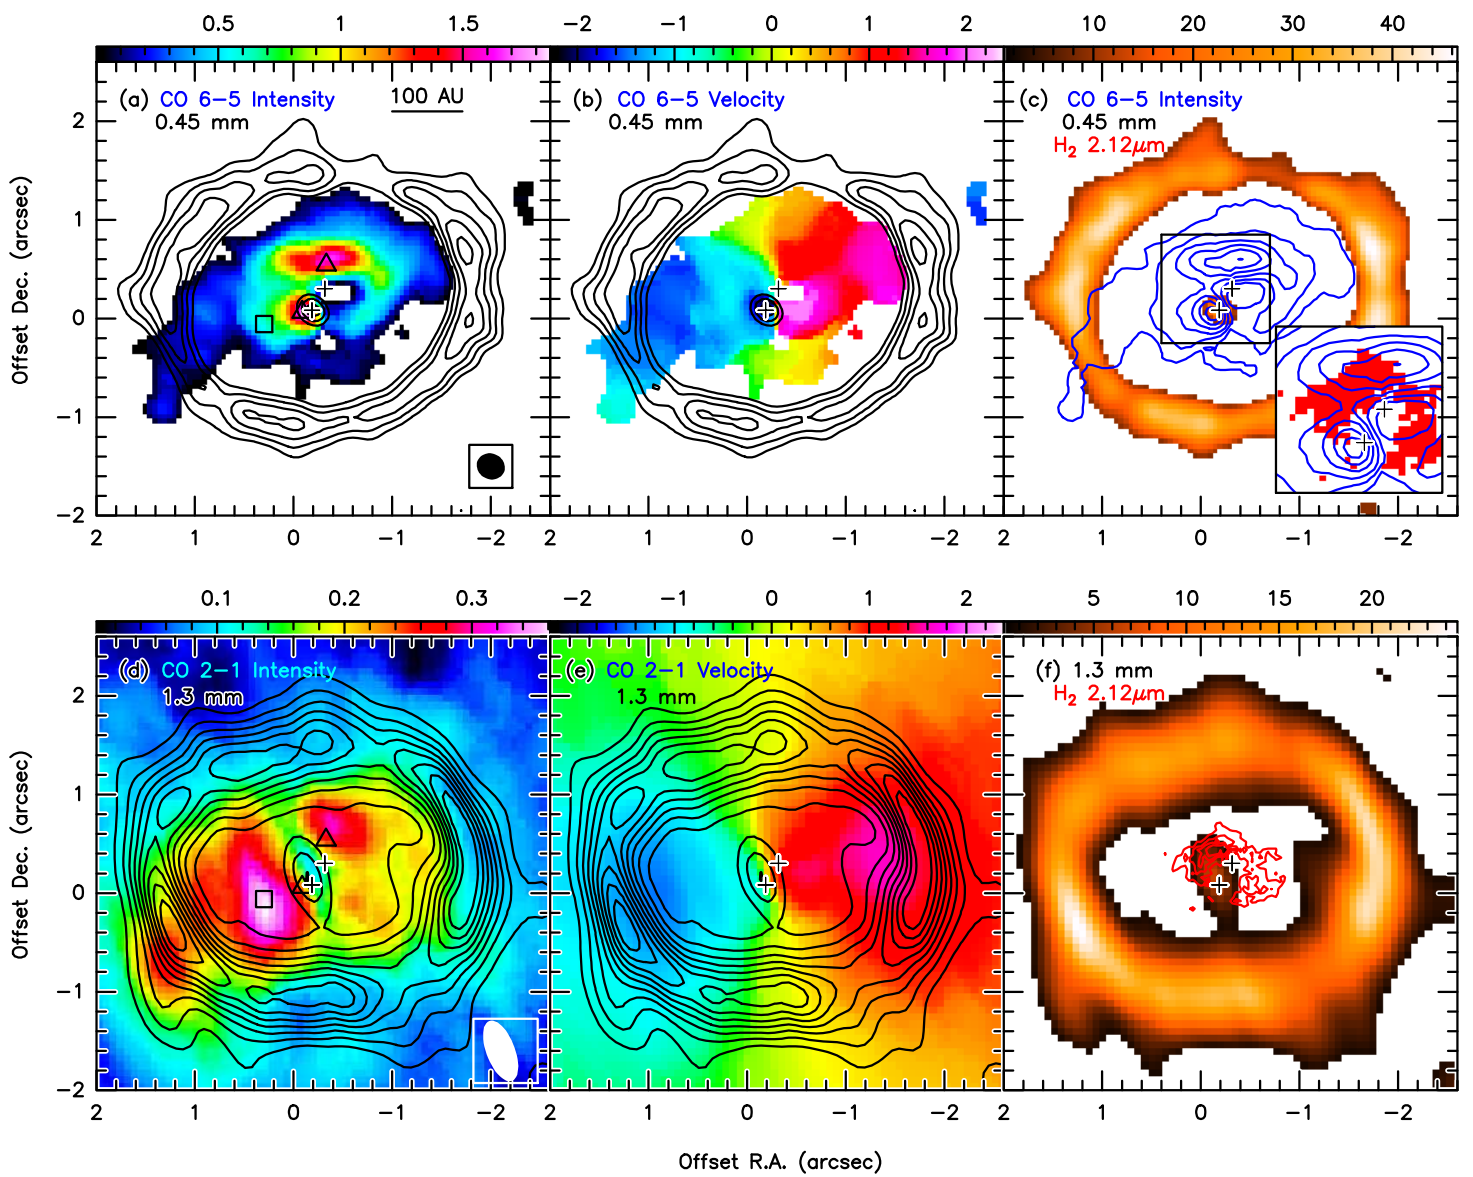 0.5 1 1.5
−2 −1 0 1 2
10 20 30 40
(a) CO 6−5 Intensity
0.45 mm
100 AU
(b) CO 6−5 Velocity
0.45 mm
(c) CO 6−5 Intensity
0.45 mm
H2 2.12μm
Offset Dec. (arcsec)
2
1
0
−1
−2
2 1 0 −1 −2
2 1 0 −1 −2
2 1 0 −1 −2
0.1 0.2 0.3
−2 −1 0 1 2
5 10 15 20
(d) CO 2−1 Intensity
1.3 mm
(e) CO 2−1 Velocity
1.3 mm
(f) 1.3 mm
H2 2.12μm
Offset Dec. (arcsec)
2
1
0
−1
−2
2 1 0 −1 −2
2 1 0 −1 2
1 0 −1 −2
Offset R.A. (arcsec)